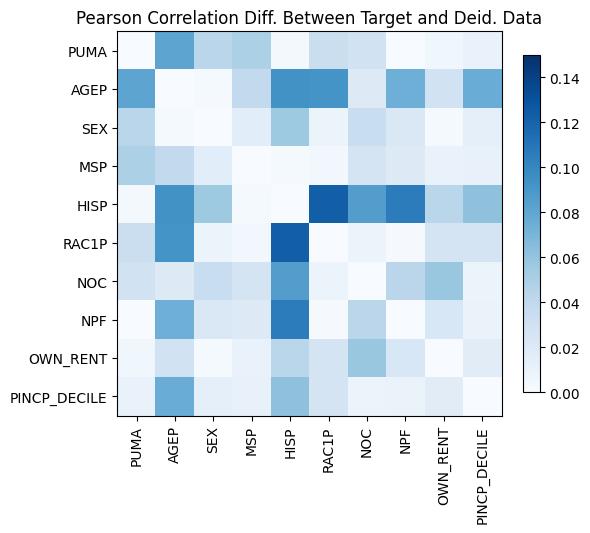 Pearson Correlation Diff. Between Target and Deid. Data
PUMA
AGEP
SEX
MSP
HISP
RAC1P
NOC
NPF
OWN_RENT
PINCP_DECILE
PUMA
AGEP
SEX
MSP
HISP
RAC1P
NOC
NPF
OWN_RENT
PINCP_DECILE
0.14
0.12
0.10
0.08
0.06
0.04
0.02
0.00